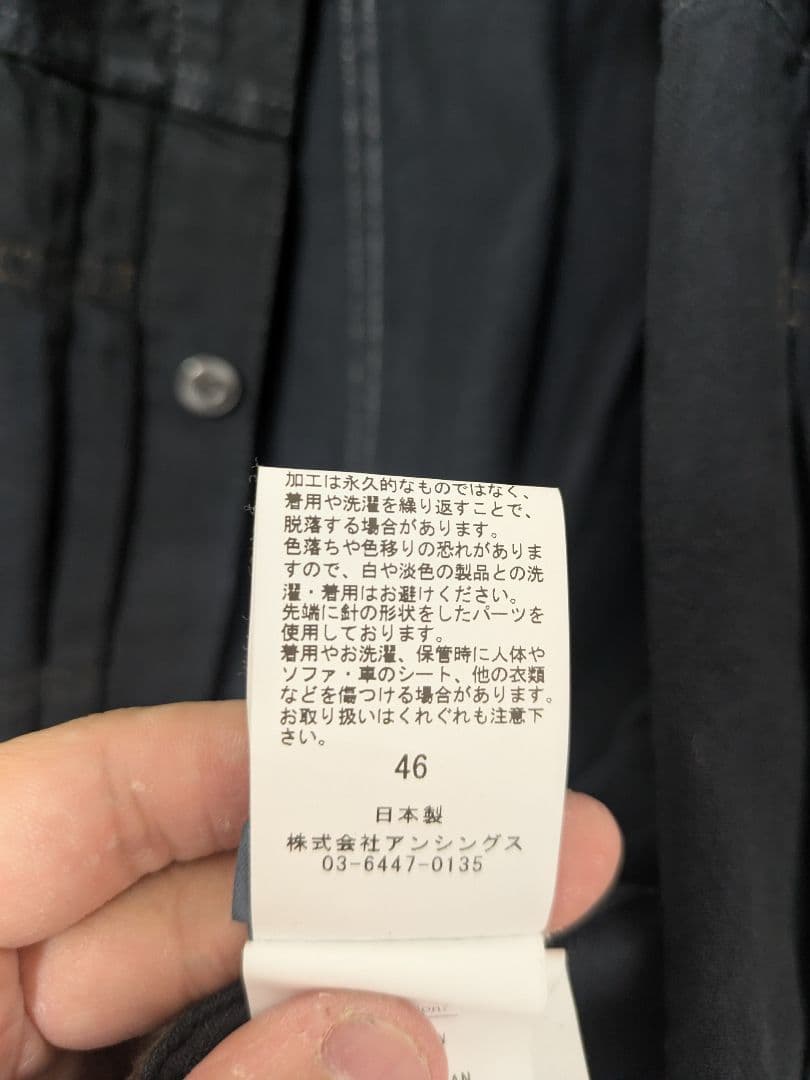 加工は永久的なものではなく、
着用や洗濯を繰り返すことで、
脱落する場合があります。
色落ちや色移りの恐れがありま
すので、白や淡色の製品との洗
濯・着用はお避けください。
先端に針の形状をしたパーツを
使用しております。
着用やお洗濯、保管時に人体や
ソファ・車のシート、他の衣類
などを傷つける場合があります。
お取り扱いはくれぐれも注意下
さい。
46
日本製
株式会社アンシングス
03-6447-0135